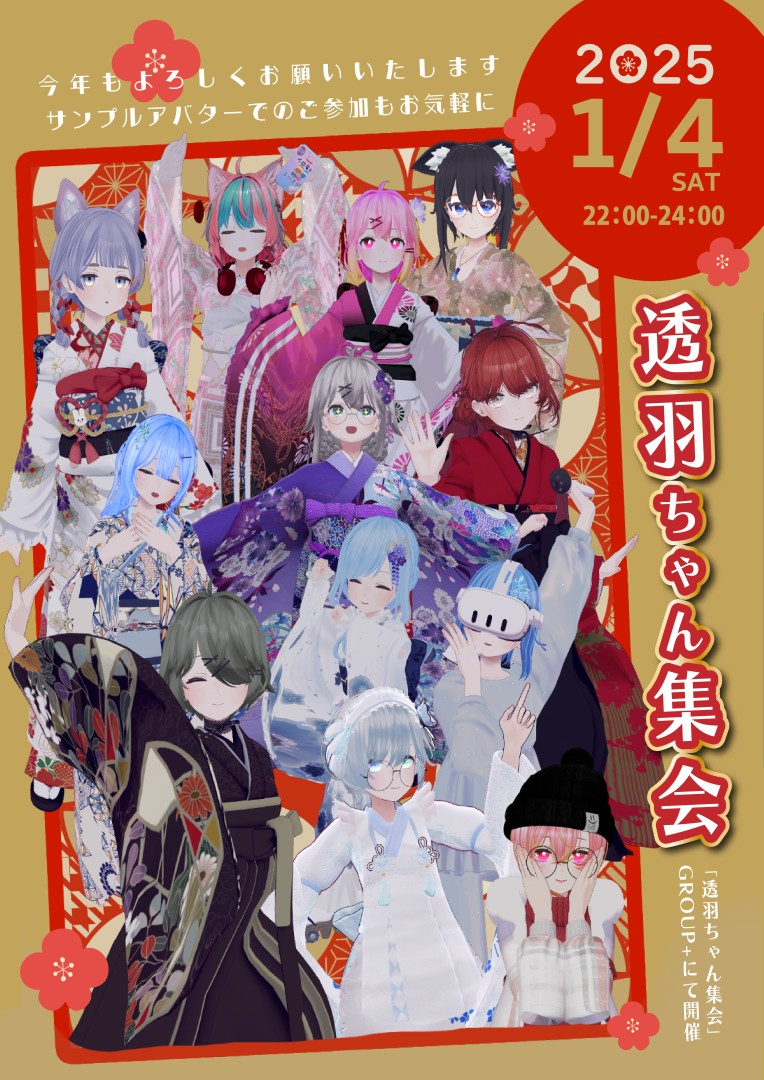 今年もよろしくお願いいたします
サンプルアバターでのご参加もお気軽に
2025
1/4
SAT
22:00-24:00
透羽ちゃん集会
「透羽ちゃん集会」
GROUP+にて開催